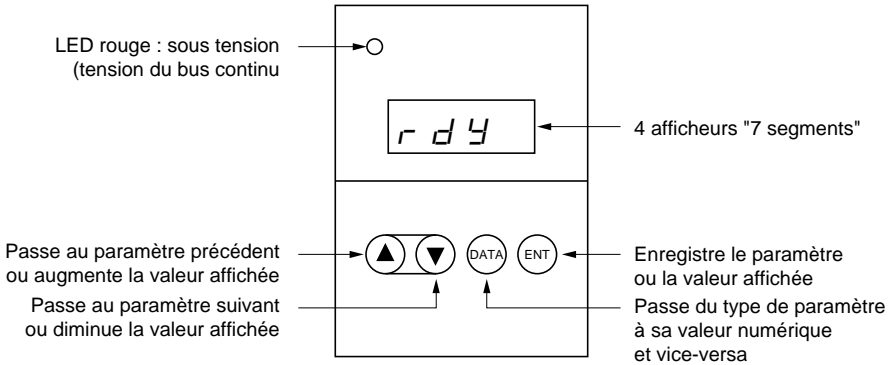 LED rouge : sous tension
(tension du bus continu
rdY
4 afficheurs "7 segments"
Passe au paramètre précédent
ou augmente la valeur affichée
Passe au paramètre suivant
ou diminue la valeur affichée
DATA
ENT
Enregistre le paramètre
ou la valeur affichée
Passe du type de paramètre
à sa valeur numérique
et vice-versa